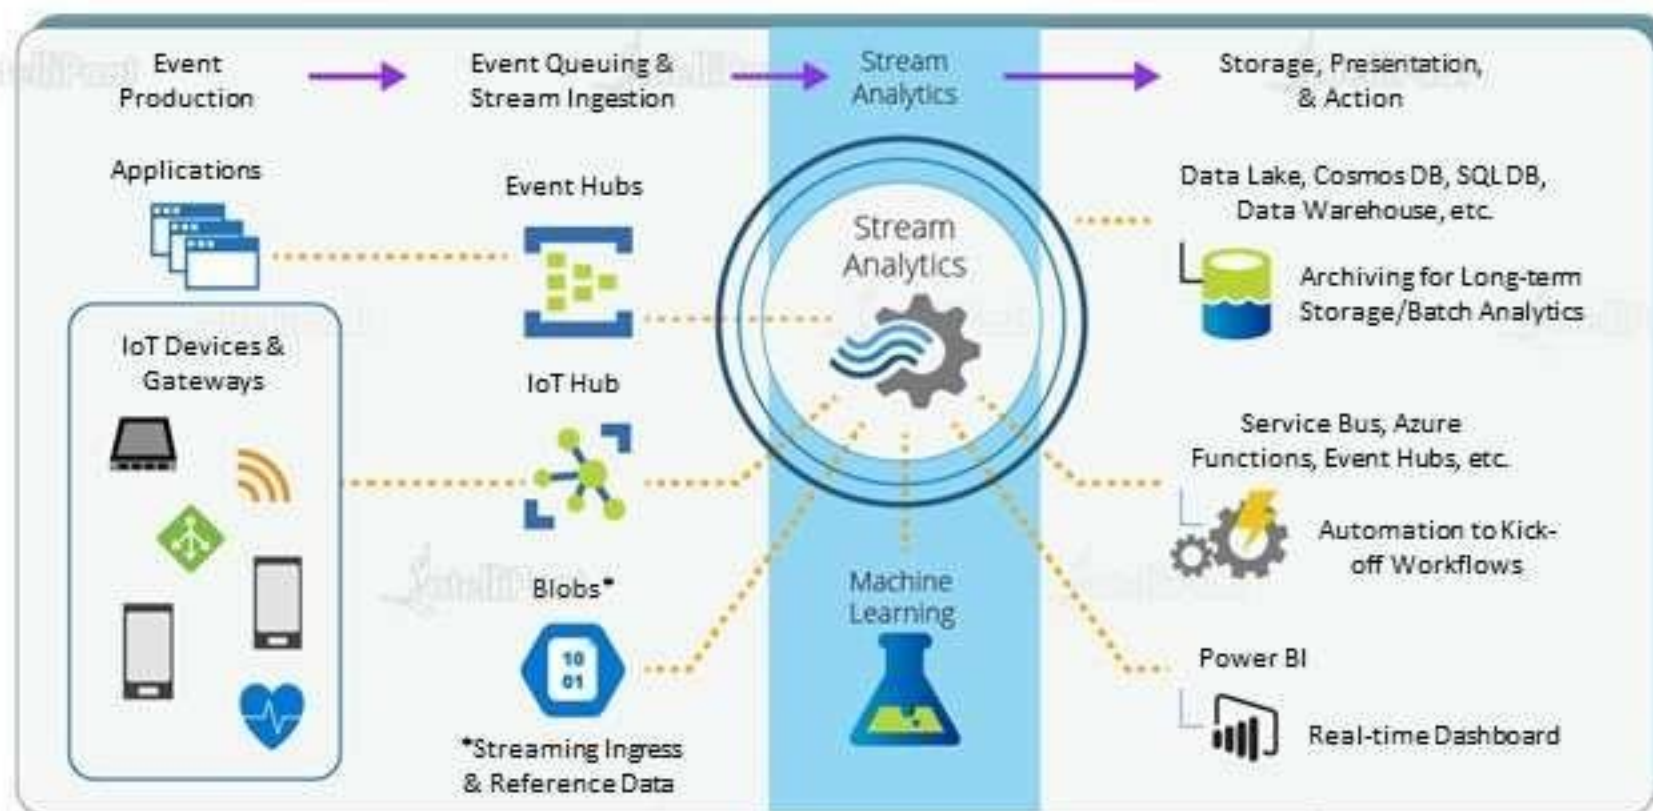 Event
Production
Event Queuing &
Stream Ingestion
Stream
Analytics
Storage, Presentation,
& Action
Applications
IoT Devices &
Gateways
Event Hubs
IoT Hub
Blobs*
10
01
*Streaming Ingress
& Reference Data
Stream
Analytics
Machine
Learning
Data Lake, Cosmos DB, SQL DB,
Data Warehouse, etc.
Archiving for Long-term
Storage/Batch Analytics
Service Bus, Azure
Functions, Event Hubs, etc.
Automation to Kick-
off Workflows
Power BI
Real-time Dashboard